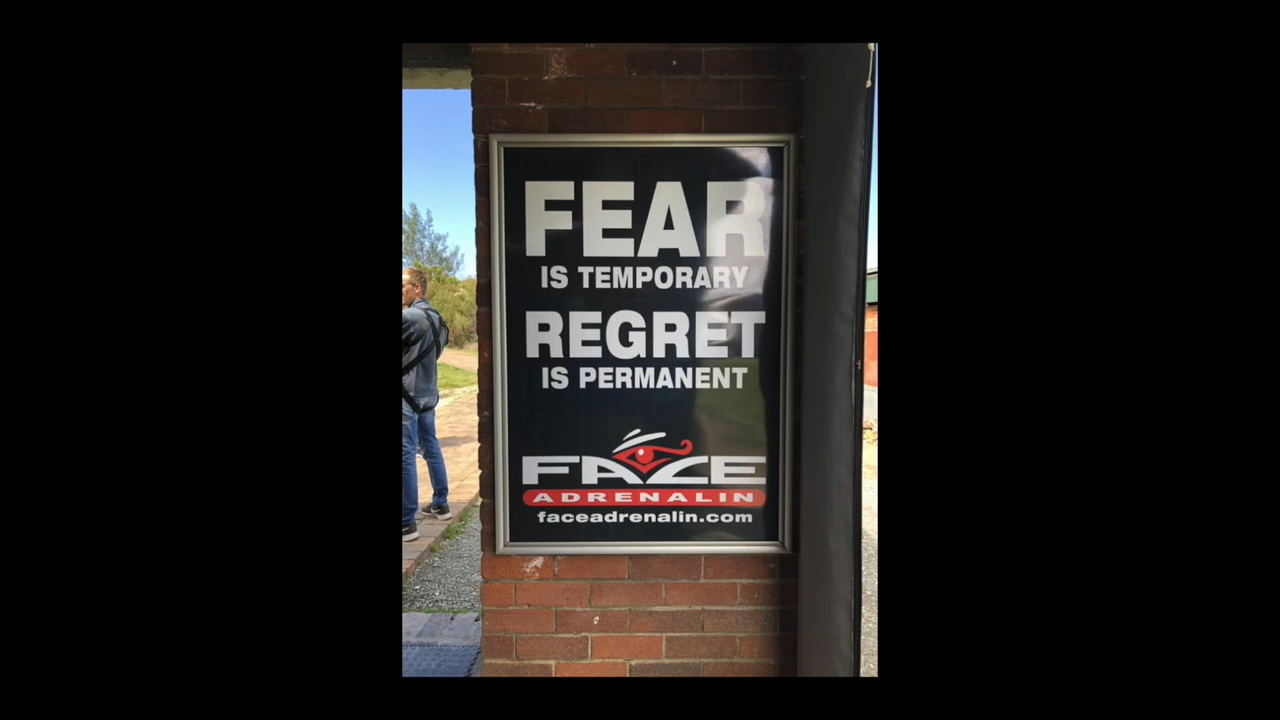 FEAR
IS TEMPORARY
REGRET
IS PERMANENT
FACE
ADRENALIN
faceadrenalin.com